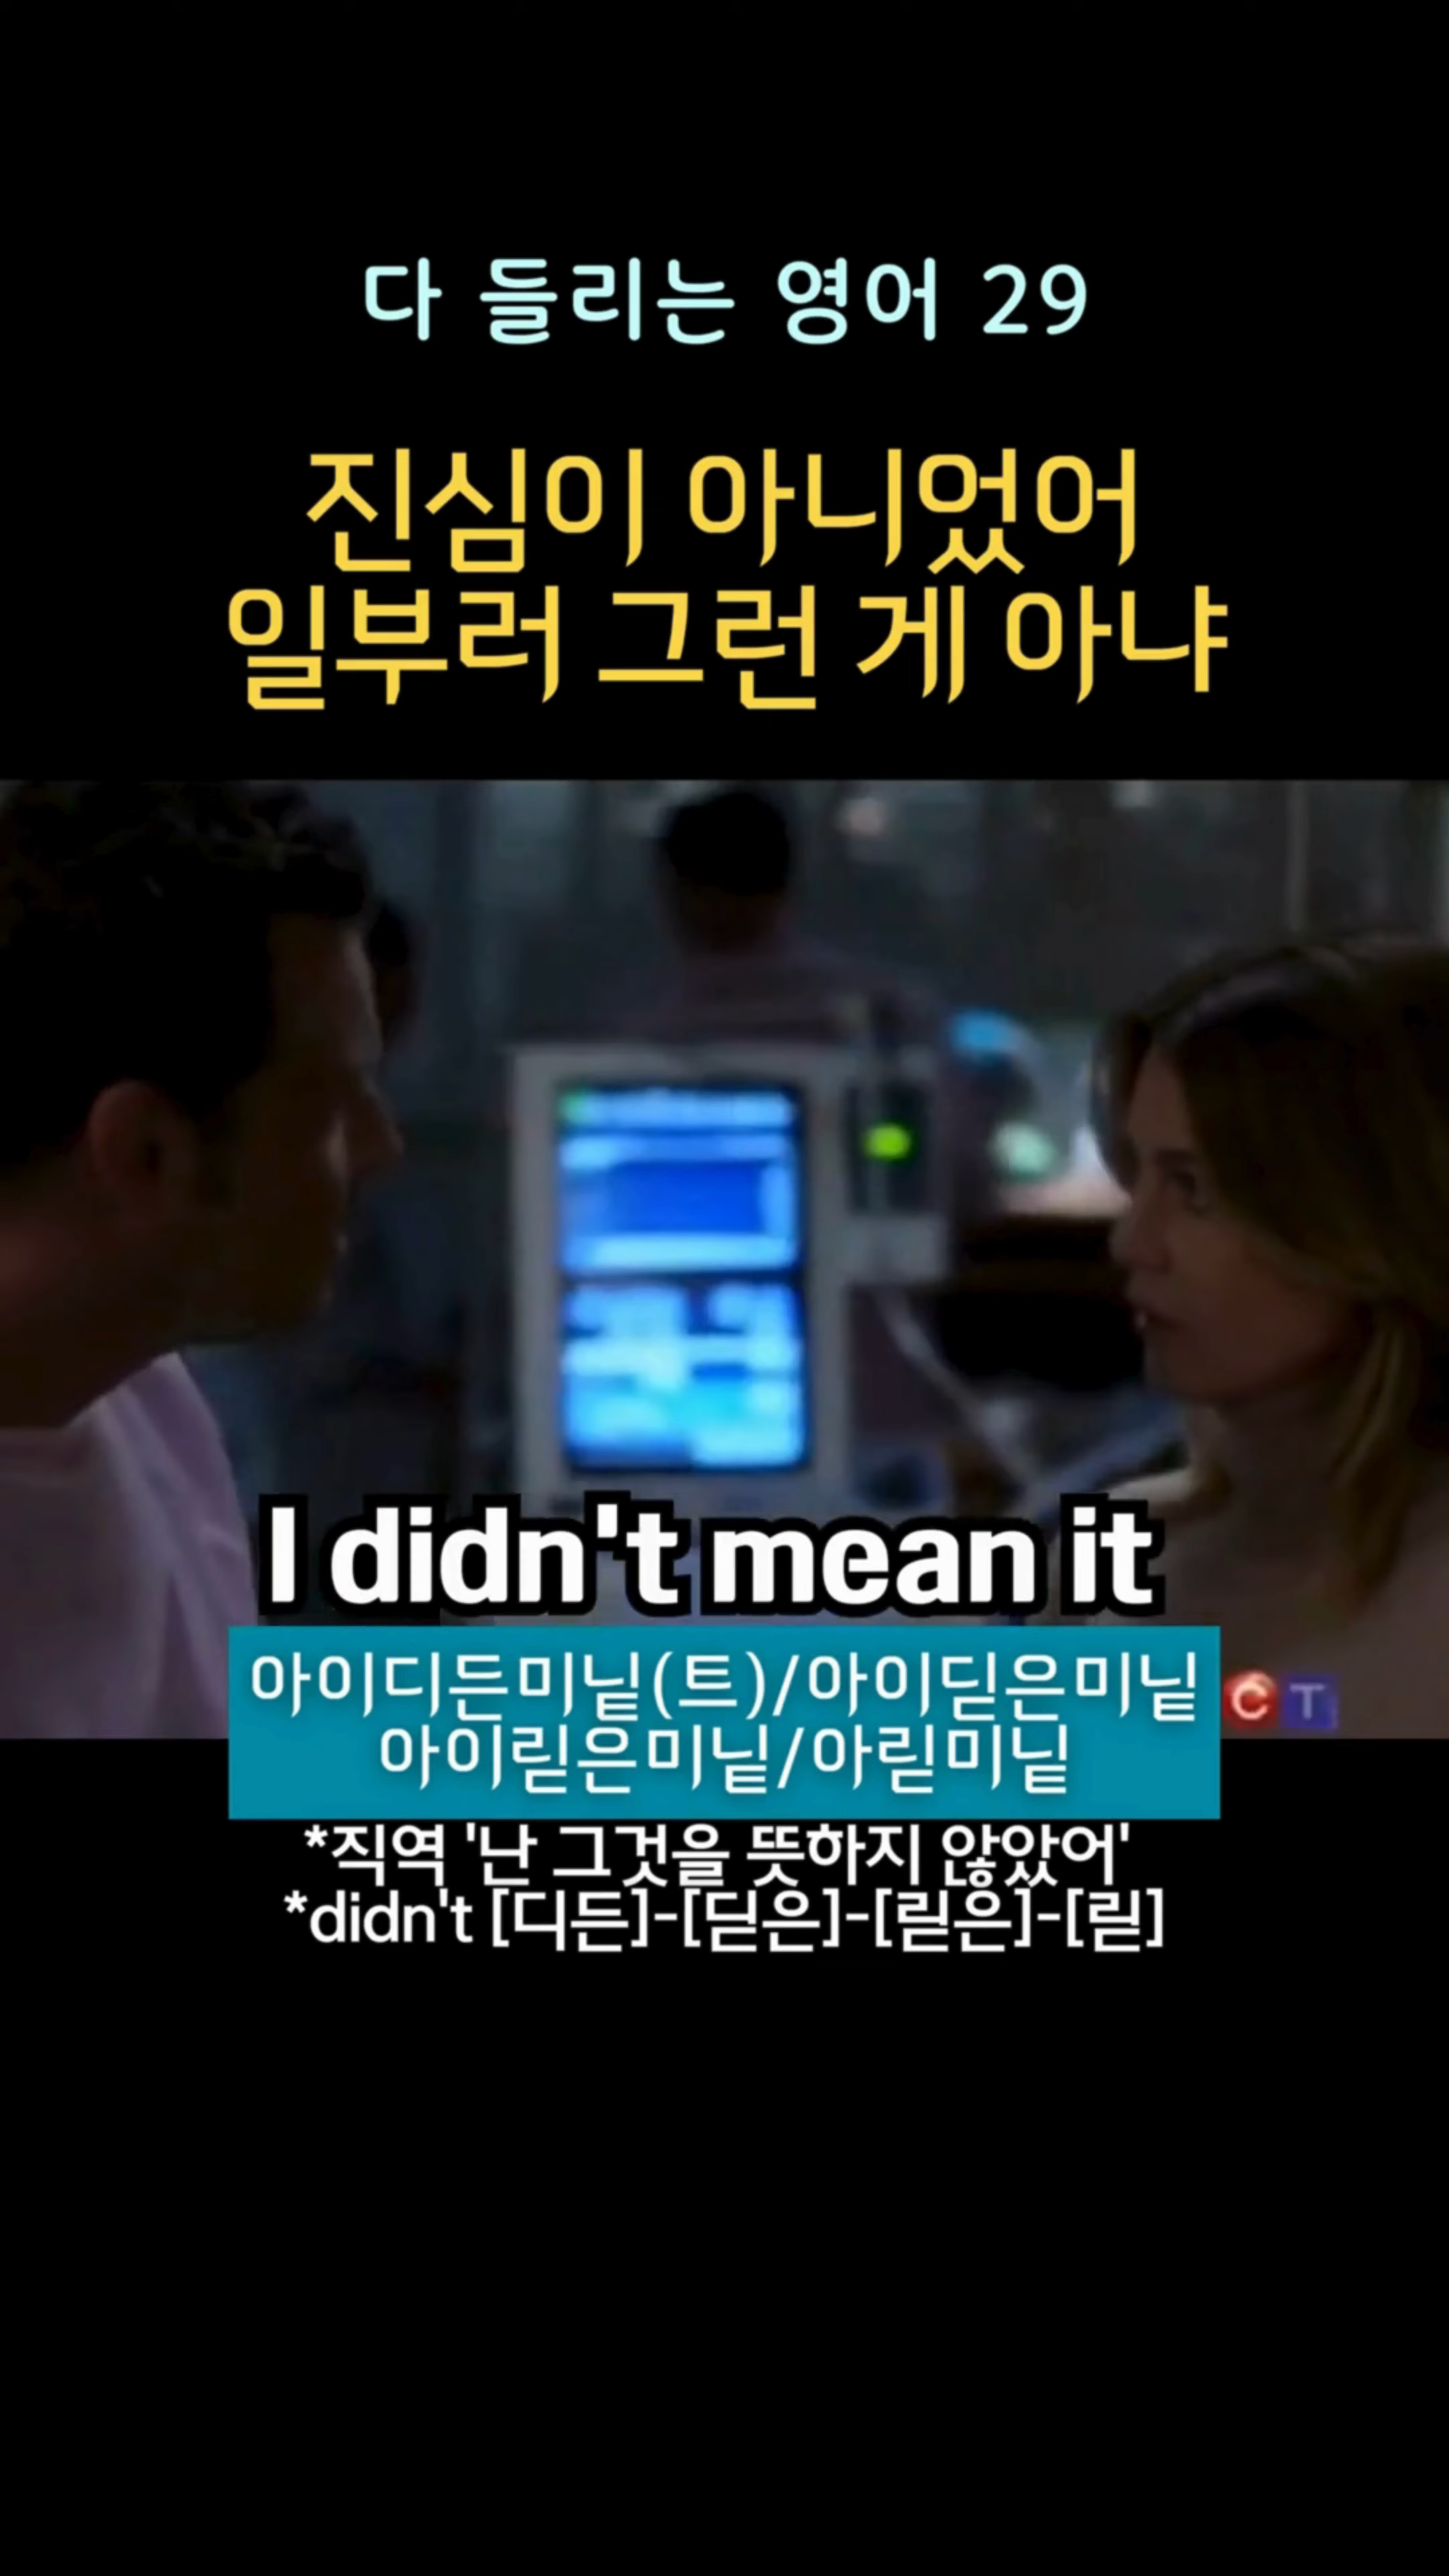 다 들리는 영어 29
진심이 아니었어
일부러 그런 게 아냐
I didn't mean it
아이디든미닡(트)/아이딛은미닡
아이릳은미닡/아릳미닡
C T
*직역 '난 그것을 뜻하지 않았어'
*didn't [디든]-[딛은]-[릳은]-[릳]